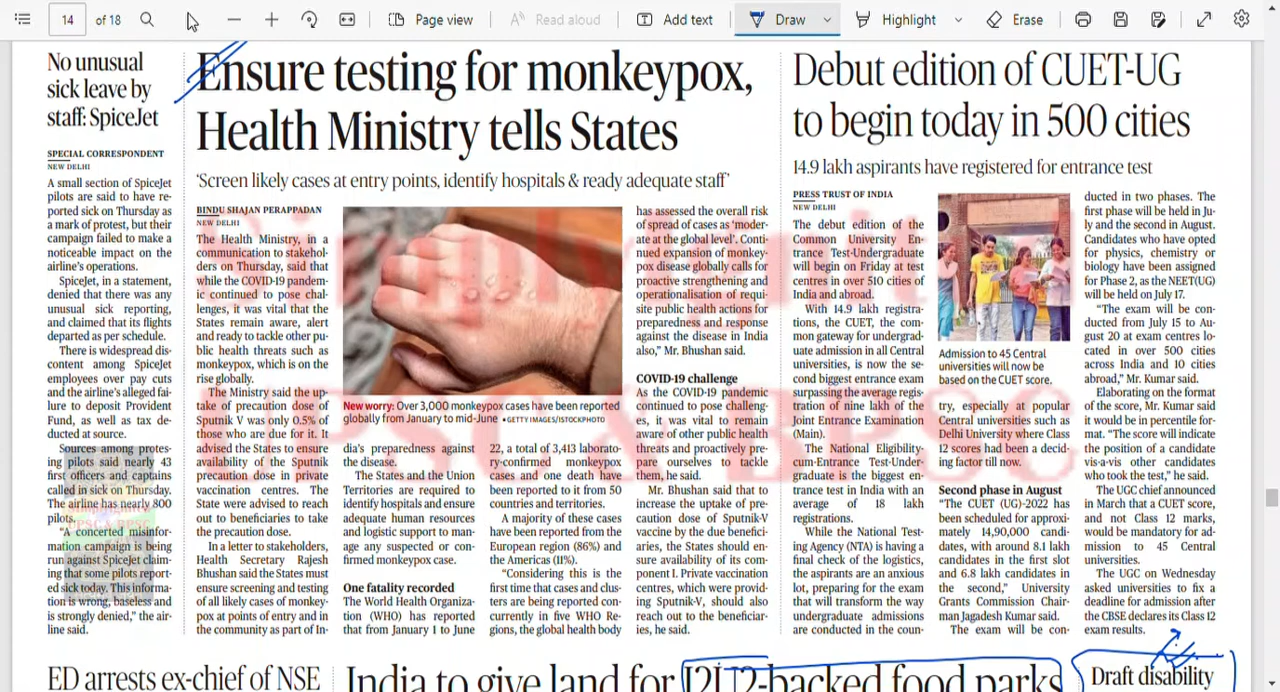 14 of 18
Page view
Read aloud
Add text
Draw
Highlight
Erase
No unusual
sick leave by
staff: SpiceJet
SPECIAL CORRESPONDENT
NEW DELHI
A small section of SpiceJet
pilots are said to have re-
ported sick on Thursday as
a mark of protest, but their
campaign failed to make a
noticeable impact on the
airline's operations.
SpiceJet, in a statement,
denied that there was any
unusual sick reporting,
and claimed that its flights
departed as per schedule.
There is widespread dis-
content among SpiceJet
employees over pay cuts
and the airline's alleged fai-
lure to deposit Provident
Fund, as well as tax de-
ducted at source.
Sources among protest-
ing pilots said nearly 43
first officers and captains
called in sick on Thursday.
The airline has nearly 800
pilots.
"A concerted misinfor-
mation campaign is being
run against SpiceJet claim-
ing that some pilots report-
ed sick today. This informa-
tion is wrong, baseless and
is strongly denied," the air-
line said.
Ensure testing for monkeypox,
Health Ministry tells States
'Screen likely cases at entry points, identify hospitals & ready adequate staff'
BINDU SHAJAN PERAPPADAN
NEW DELHI
The Health Ministry, in a
communication to stakehol-
ders on Thursday, said that
while the COVID-19 pandem-
ic continued to pose chal-
lenges, it was vital that the
States remain aware, alert
and ready to tackle other pu-
blic health threats such as
monkeypox, which is on the
rise globally.
The Ministry said the up-
take of precaution dose of
Sputnik V was only 0.5% of
those who are due for it. It
advised the States to ensure
availability of the Sputnik
precaution dose in private
vaccination centres. The
State were advised to reach
out to beneficiaries to take
the precaution dose.
In a letter to stakeholders,
Health Secretary Rajesh
Bhushan said the States must
ensure screening and testing
of all likely cases of monkey-
pox at points of entry and in
the community as part of In-
New worry: Over 3,000 monkeypox cases have been reported
globally from January to mid-June •GETTY IMAGES/ISTOCKPHOTO
dia's preparedness against
the disease.
The States and the Union
Territories are required to
identify hospitals and ensure
adequate human resources
and logistic support to man-
age any suspected or con-
firmed monkeypox case.
One fatality recorded
The World Health Organiza-
tion (WHO) has reported
that from January 1 to June
22, a total of 3,413 laborato-
ry-confirmed monkeypox
cases and one death have
been reported to it from 50
countries and territories.
A majority of these cases
have been reported from the
European region (86%) and
the Americas (11%).
"Considering this is the
first time that cases and clus-
ters are being reported con-
currently in five WHO Re-
gions, the global health body
has assessed the overall risk
of spread of cases as 'moder-
ate at the global level'. Conti-
nued expansion of monkey-
pox disease globally calls for
proactive strengthening and
operationalisation of requi-
site public health actions for
preparedness and response
against the disease in India
also," Mr. Bhushan said.
COVID-19 challenge
As the COVID-19 pandemic
continued to pose challeng-
es, it was vital to remain
aware of other public health
threats and proactively pre-
pare ourselves to tackle
them, he said.
Mr. Bhushan said that to
increase the uptake of pre-
caution dose of Sputnik-V
vaccine by the due benefici-
aries, the States should en-
sure availability of its com-
ponent I. Private vaccination
centres, which were provid-
ing Sputnik-V, should also
reach out to the beneficiar-
ies, he said.
Debut edition of CUET-UG
to begin today in 500 cities
14.9 lakh aspirants have registered for entrance test
PRESS TRUST OF INDIA
NEW DELHI
The debut edition of the
Common University En-
trance Test-Undergraduate
will begin on Friday at test
centres in over 510 cities of
India and abroad.
With 14.9 lakh registra-
tions, the CUET, the com-
mon gateway for undergrad-
uate admission in all Central
universities, is now the se-
cond biggest entrance exam
surpassing the average regis-
tration of nine lakh of the
Joint Entrance Examination
(Main).
The National Eligibility-
cum-Entrance Test-Under-
graduate is the biggest en-
trance test in India with an
average of 18 lakh
registrations.
While the National Test-
ing Agency (NTA) is having a
final check of the logistics,
the aspirants are an anxious
lot, preparing for the exam
that will transform the way
undergraduate admissions
are conducted in the coun-
Admission to 45 Central
universities will now be
based on the CUET score.
try, especially at popular
Central universities such as
Delhi University where Class
12 scores had been a decid-
ing factor till now.
Second phase in August
"The CUET (UG)-2022 has
been scheduled for approxi-
mately 14,90,000 candi-
dates, with around 8.1 lakh
candidates in the first slot
and 6.8 lakh candidates in
the second," University
Grants Commission Chair-
man Jagadesh Kumar said.
The exam will be con-
ducted in two phases. The
first phase will be held in Ju-
ly and the second in August.
Candidates who have opted
for physics, chemistry or
biology have been assigned
for Phase 2, as the NEET(UG)
will be held on July 17.
"The exam will be con-
ducted from July 15 to Au-
gust 20 at exam centres lo-
cated in over 500 cities
across India and 10 cities
abroad," Mr. Kumar said.
Elaborating on the format
of the score, Mr. Kumar said
it would be in percentile for-
mat. "The score will indicate
the position of a candidate
vis-a-vis other candidates
who took the test," he said.
The UGC chief announced
in March that a CUET score,
and not Class 12 marks,
would be mandatory for ad-
mission to 45 Central
universities.
The UGC on Wednesday
asked universities to fix a
deadline for admission after
the CBSE declares its Class 12
exam results.
ED arrests ex-chief of NSE
India to give land for I2U2-backed food parks
Draft disability